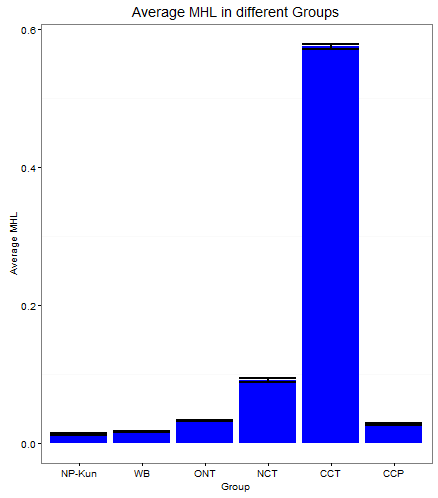 Average MHL in different Groups
Average MHL
0.6
0.4
0.2
0.0
NP-Kun WB ONT NCT CCT CCP
Group